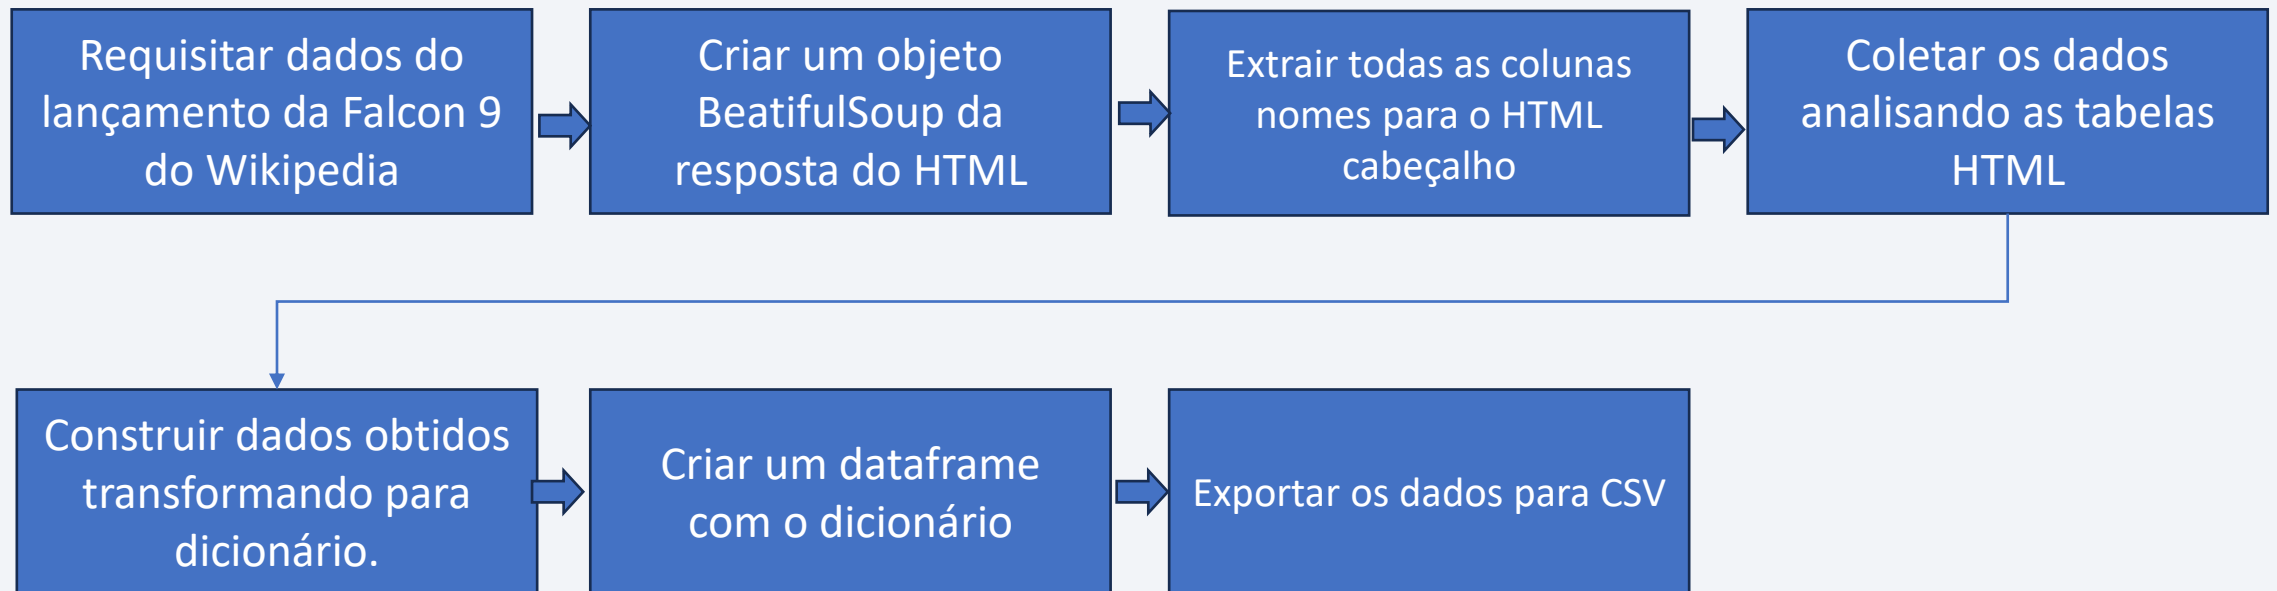 Requisitar dados do
lançamento da Falcon 9
do Wikipedia
Criar um objeto
BeatifulSoup da
resposta do HTML
Extrair todas as colunas
nomes para o HTML
cabeçalho
Coletar os dados
analisando as tabelas
HTML
Construir dados obtidos
transformando para
dicionário.
Criar um dataframe
com o dicionário
Exportar os dados para CSV